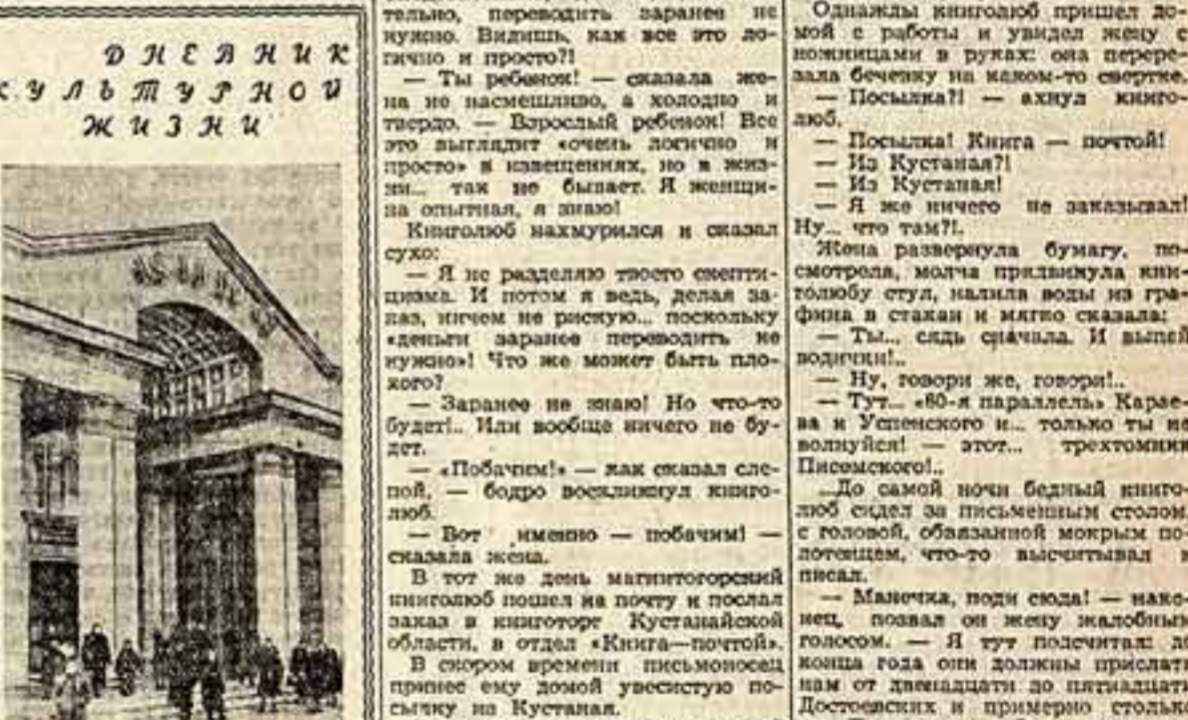 ДНЕВНИК
КУЛЬТУРНОЙ
ЖИЗНИ
тельно, переводить заранее не
нужно. Видишь, как все это ло-
гично и просто?!
— Ты ребенок! — сказала же-
на не насмешливо, а холодно и
твердо. — Взрослый ребенок! Все
это выглядит «очень логично и
просто» в извещениях, но в жиз-
ни... так не бывает. Я женщи-
на опытная, я знаю!
Книголюб нахмурился и сказал
сухо:
— Я не разделяю твоего скепти-
цизма. И потом я ведь, делая за-
каз, ничем не рискую... поскольку
«деньги заранее переводить не
нужно»! Что же может быть пло-
хого?
— Заранее не знаю! Но что-то
будет!.. Или вообще ничего не бу-
дет.
— «Побачим!» — как сказал сле-
пой, — бодро воскликнул книго-
люб.
— Вот именно — побачим! —
сказала жена.
В тот же день магнитогорский
книголюб пошел на почту и послал
заказ в книготорг Кустанайской
области, в отдел «Книга—почтой».
В скором времени письмоносец
принес ему домой увесистую по-
сылку из Кустаная.
Однажды книголюб пришел до-
мой с работы и увидел жену с
ножницами в руках: она перере-
зала бечевку на каком-то свертке.
— Посылка?! — ахнул книго-
люб.
— Посылка! Книга — почтой!
— Из Кустаная?!
— Из Кустаная!
— Я же ничего не заказывал!
Ну... что там?!.
Жена развернула бумагу, по-
смотрела, молча придвинула кни-
голюбу стул, налила воды из гра-
фина в стакан и мягко сказала:
— Ты... сядь сначала. И выпей
водички!..
— Ну, говори же, говори!..
— Тут... «60-я параллель» Карае-
ва и Успенского и... только ты не
волнуйся! — этот... трехтомник
Писемского!..
...До самой ночи бедный книго-
люб сидел за письменным столом,
с головой, обвязанной мокрым по-
лотенцем, что-то высчитывал и
писал.
— Манечка, поди сюда! — нако-
нец, позвал он жену жалобным
голосом. — Я тут подсчитал: до
конца года они должны прислать
нам от двенадцати до пятнадцати
Достоевских и примерно столько